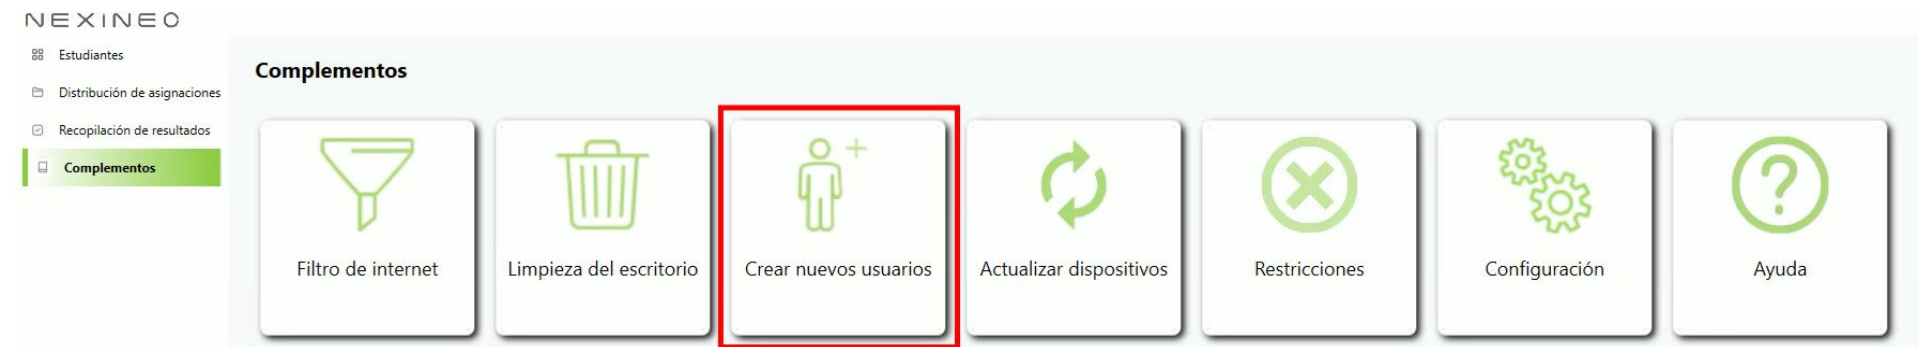 NEXINEO
Estudiantes
Distribución de asignaciones
Recopilación de resultados
Complementos
Complementos
Filtro de internet
Limpieza del escritorio
Crear nuevos usuarios
Actualizar dispositivos
Restricciones
Configuración
Ayuda